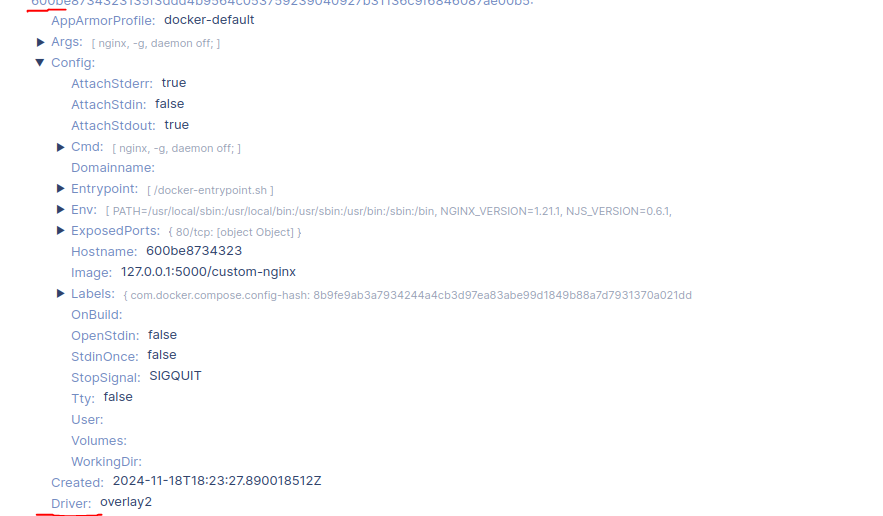 AppArmorProfile: docker-default
Args: [ nginx, -g, daemon off; ]
Config:
AttachStderr: true
AttachStdin: false
AttachStdout: true
Cmd: [ nginx, -g, daemon off; ]
Domainname:
Entrypoint: [ /docker-entrypoint.sh ]
Env: [ PATH=/usr/local/sbin:/usr/local/bin:/usr/sbin:/usr/bin:/sbin:/bin, NGINX_VERSION=1.21.1, NJS_VERSION=0.6.1,
ExposedPorts: { 80/tcp: [object Object] }
Hostname: 600be8734323
Image: 127.0.0.1:5000/custom-nginx
Labels: { com.docker.compose.config-hash: 8b9fe9ab3a7934244a4cb3d97ea83abe99d1849b88a7d7931370a021dd
OnBuild:
OpenStdin: false
StdinOnce: false
StopSignal: SIGQUIT
Tty: false
User:
Volumes:
WorkingDir:
Created: 2024-11-18T18:23:27.890018512Z
Driver: overlay2